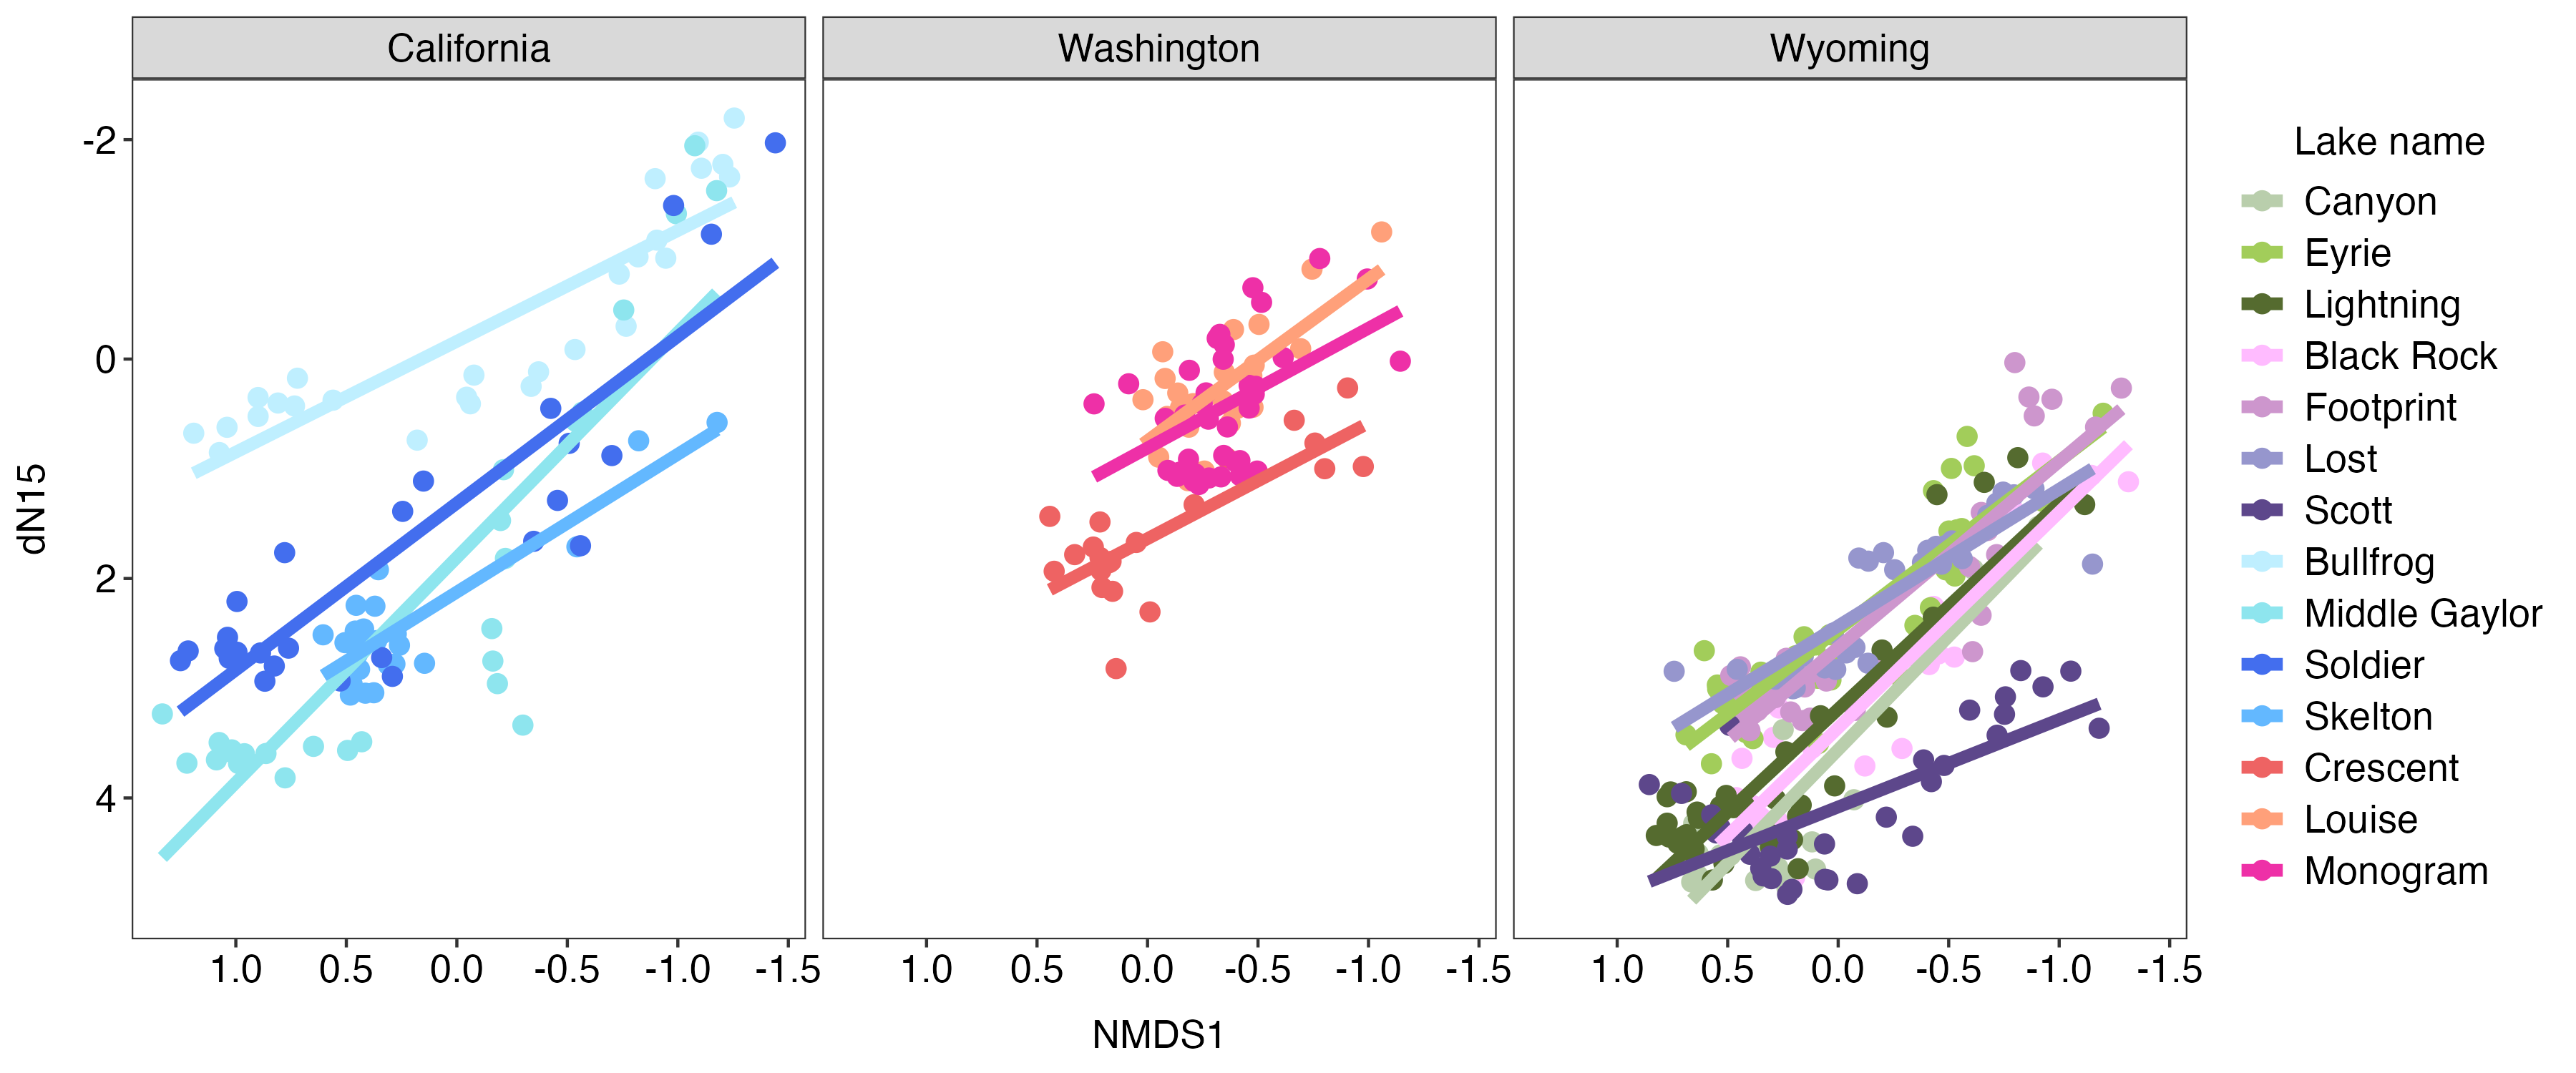 California
Washington
Wyoming
-2
0
2
4
dN15
1.0 0.5 0.0 -0.5 -1.0 -1.5
1.0 0.5 0.0 -0.5 -1.0 -1.5
1.0 0.5 0.0 -0.5 -1.0 -1.5
NMDS1
Lake name
Canyon
Eyrie
Lightning
Black Rock
Footprint
Lost
Scott
Bullfrog
Middle Gaylor
Soldier
Skelton
Crescent
Louise
Monogram